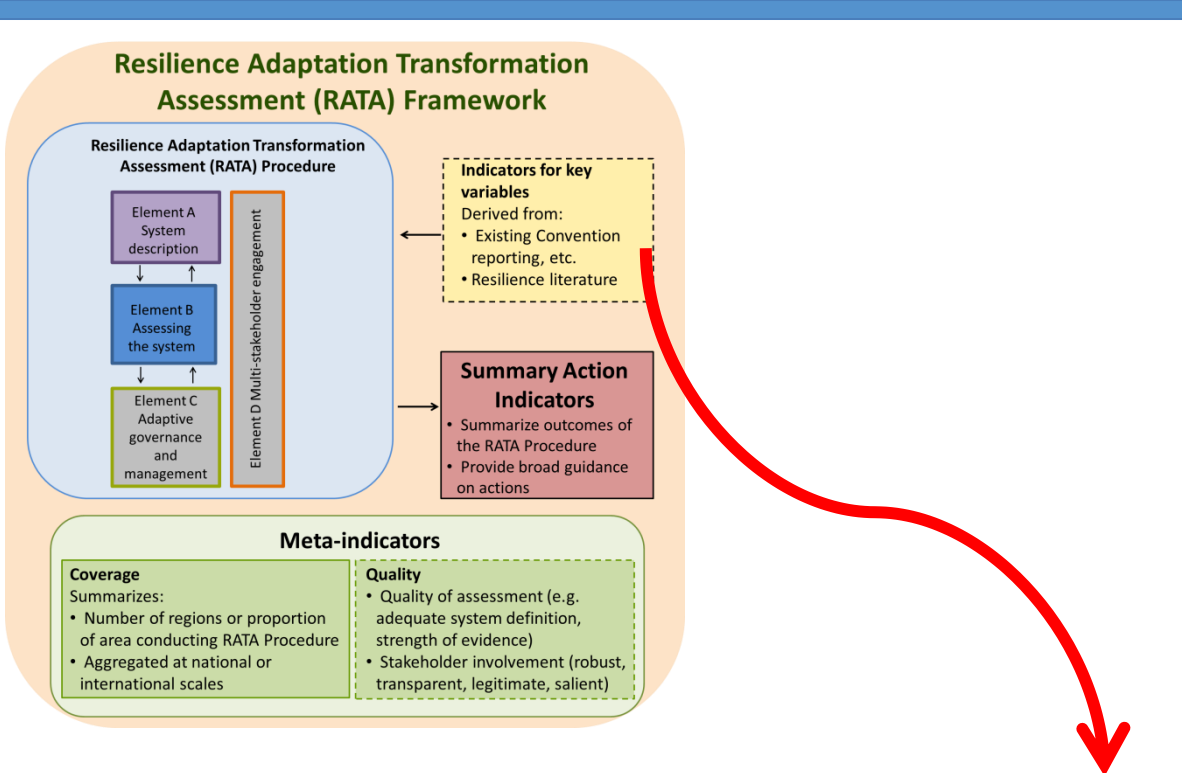 Resilience Adaptation Transformation
Assessment (RATA) Framework
Resilience Adaptation Transformation
Assessment (RATA) Procedure
Element A
System
description
Element B
Assessing
the system
Element C
Adaptive
governance
and
management
Element D Multi-stakeholder engagement
Indicators for key
variables
Derived from:
• Existing Convention
reporting, etc.
• Resilience literature
Summary Action
Indicators
• Summarize outcomes of
the RATA Procedure
• Provide broad guidance
on actions
Meta-indicators
Coverage
Summarizes:
• Number of regions or proportion
of area conducting RATA Procedure
• Aggregated at national or
international scales
Quality
• Quality of assessment (e.g.
adequate system definition,
strength of evidence)
• Stakeholder involvement (robust,
transparent, legitimate, salient)